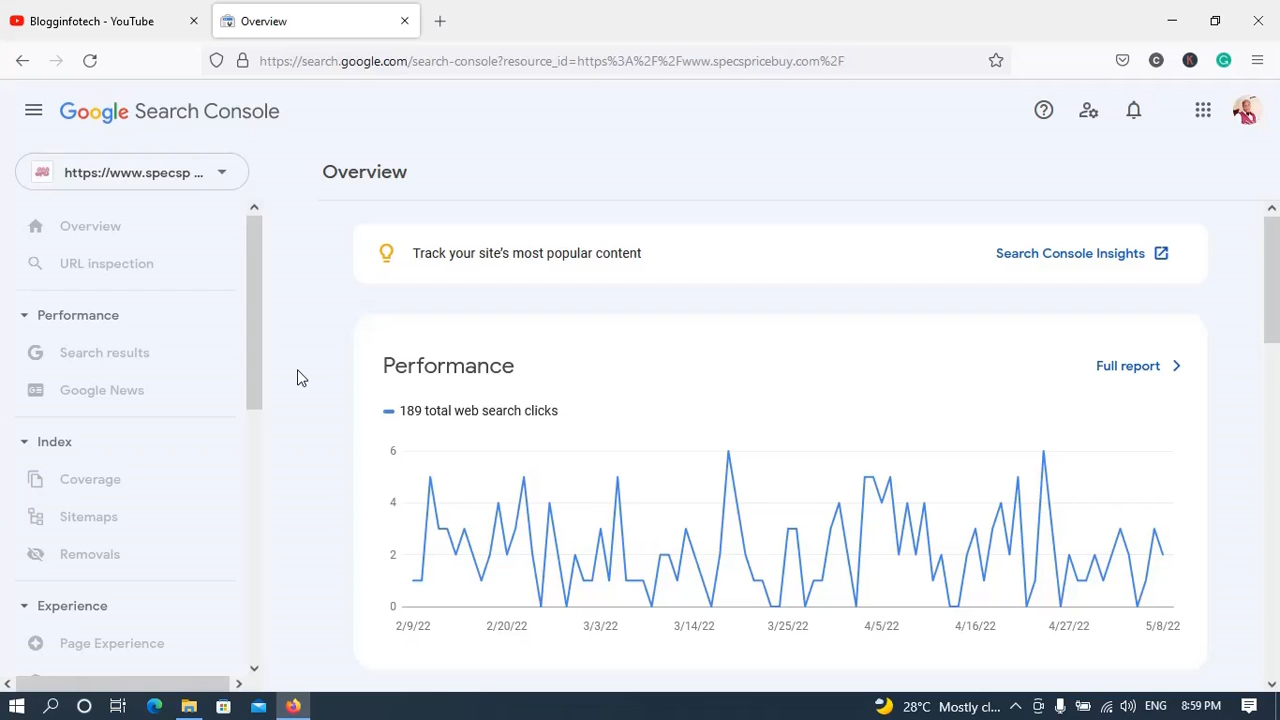 Blogginfotech - YouTube
Overview
https://search.google.com/search-console?resource_id=https%3A%2F%2Fwww.specspricebuy.com%2F
Google Search Console
https://www.specsp ...
Overview
Overview
URL inspection
Performance
Search results
Google News
Index
Coverage
Sitemaps
Removals
Experience
Page Experience
Track your site's most popular content
Search Console Insights
Performance
Full report
189 total web search clicks
6
4
2
0
2/9/22
2/20/22
3/3/22
3/14/22
3/25/22
4/5/22
4/16/22
4/27/22
5/8/22
28°C Mostly cl...
ENG
8:59 PM